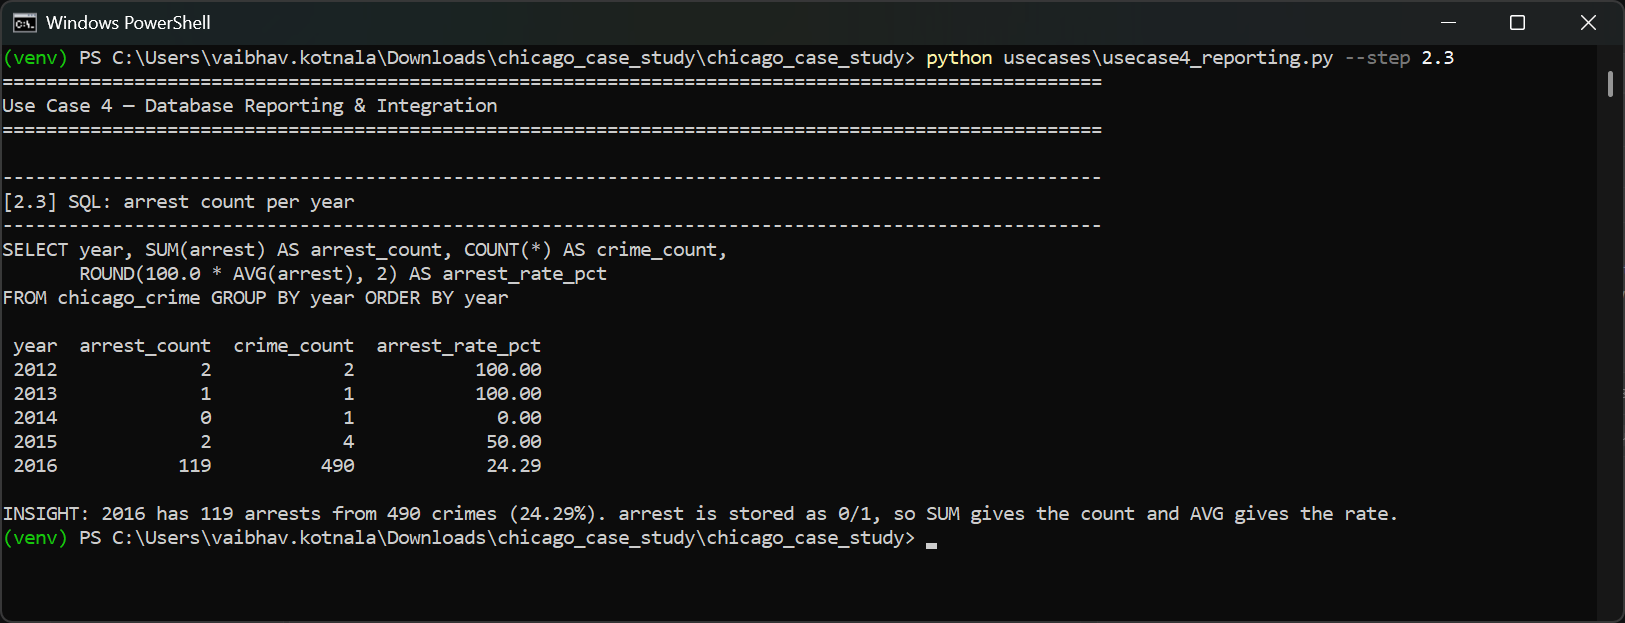 Windows PowerShell
(venv) PS C:\Users\vaibhav.kotnala\Downloads\chicago_case_study\chicago_case_study> python usecases\usecase4_reporting.py --step 2.3
====================================================================================================
Use Case 4 — Database Reporting & Integration
====================================================================================================
----------------------------------------------------------------------------------------------------
[2.3] SQL: arrest count per year
----------------------------------------------------------------------------------------------------
SELECT year, SUM(arrest) AS arrest_count, COUNT(*) AS crime_count,
       ROUND(100.0 * AVG(arrest), 2) AS arrest_rate_pct
FROM chicago_crime GROUP BY year ORDER BY year
 year  arrest_count  crime_count  arrest_rate_pct
 2012             2            2           100.00
 2013             1            1           100.00
 2014             0            1             0.00
 2015             2            4            50.00
 2016           119          490            24.29
INSIGHT: 2016 has 119 arrests from 490 crimes (24.29%). arrest is stored as 0/1, so SUM gives the count and AVG gives the rate.
(venv) PS C:\Users\vaibhav.kotnala\Downloads\chicago_case_study\chicago_case_study>